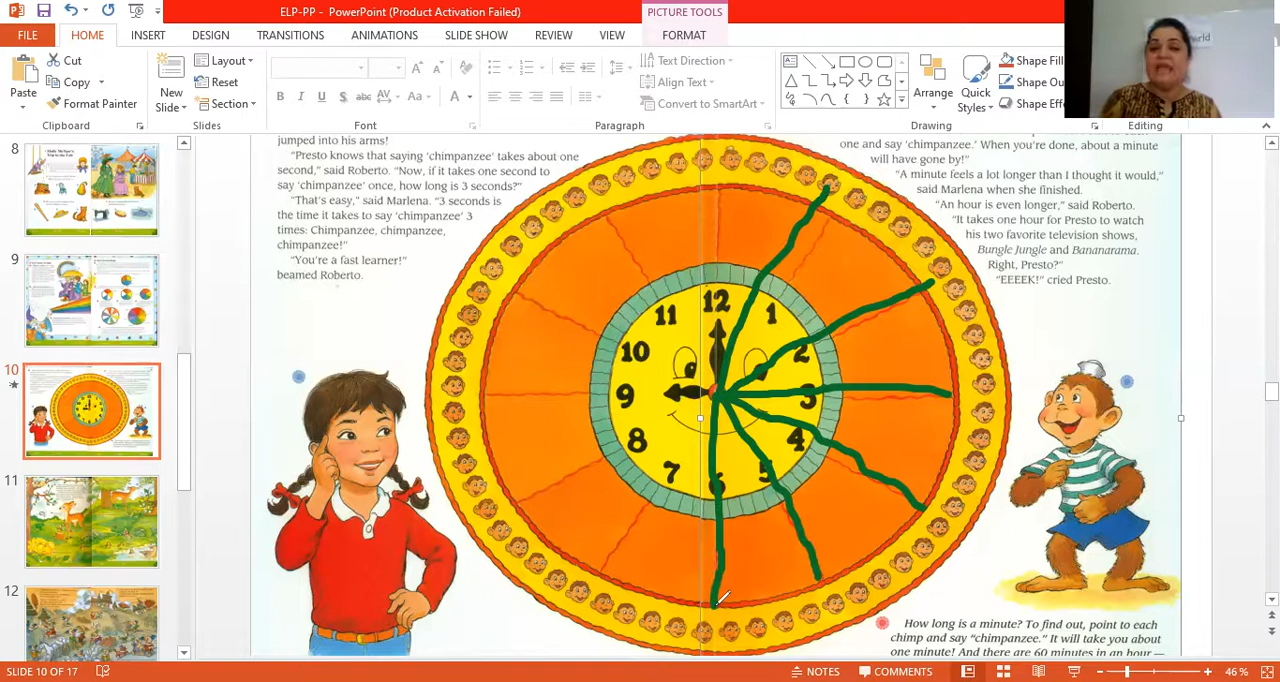 ELP-PP - PowerPoint (Product Activation Failed)
PICTURE TOOLS
FILE HOME INSERT DESIGN TRANSITIONS ANIMATIONS SLIDE SHOW REVIEW VIEW FORMAT
Paste
Cut
Copy
Format Painter
Clipboard
New
Slide
Layout
Reset
Section
Slides
B I U S abc AV Aa A
Font
Text Direction
Align Text
Convert to SmartArt
Paragraph
Arrange
Quick
Styles
Shape Fill
Shape Ou
Shape Effe
Drawing
Editing
8
9
10
11
12
jumped into his arms!
“Presto knows that saying ‘chimpanzee’ takes about one
second,” said Roberto. “Now, if it takes one second to
say ‘chimpanzee’ once, how long is 3 seconds?”
“That's easy,” said Marlena. “3 seconds is
the time it takes to say ‘chimpanzee’ 3
times: Chimpanzee, chimpanzee,
chimpanzee!”
“You're a fast learner!”
beamed Roberto.
12
1
2
3
4
5
6
7
8
9
10
11
one and say ‘chimpanzee.’ When you're done, about a minute
will have gone by!”
“A minute feels a lot longer than I thought it would,”
said Marlena when she finished.
“An hour is even longer,” said Roberto.
“It takes one hour for Presto to watch
his two favorite television shows,
Bungle Jungle and Bananarama.
Right, Presto?”
“EEEEK!” cried Presto.
How long is a minute? To find out, point to each
chimp and say “chimpanzee.” It will take you about
one minute! And there are 60 minutes in an hour —
SLIDE 10 OF 17
NOTES
COMMENTS
46 %